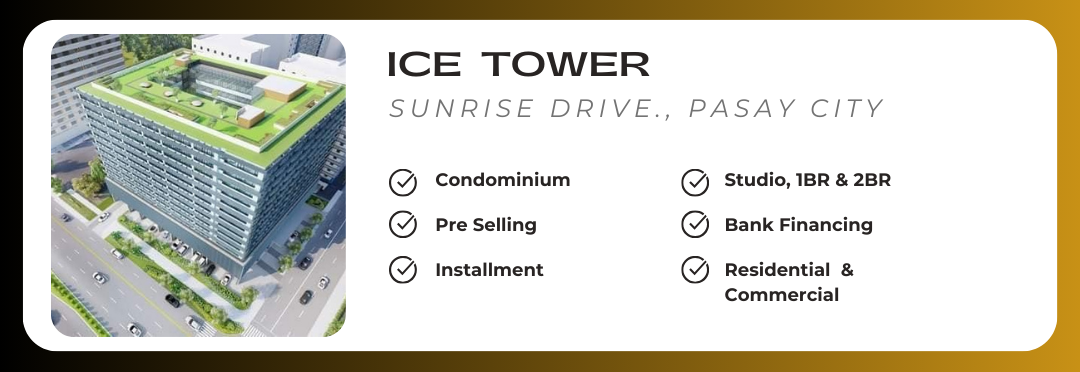 ICE TOWER
SUNRISE DRIVE., PASAY CITY
Condominium
Pre Selling
Installment
Studio, 1BR & 2BR
Bank Financing
Residential &
Commercial